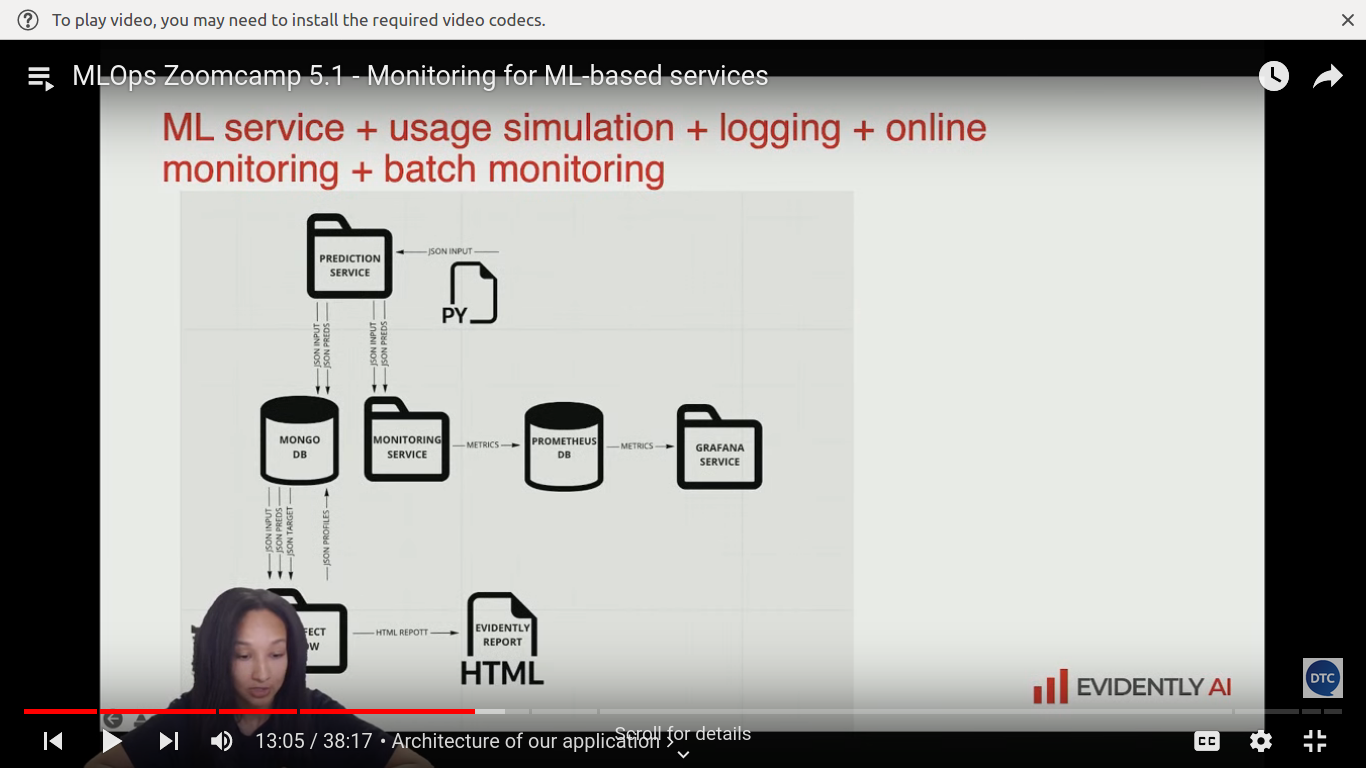 To play video, you may need to install the required video codecs.
MLOps Zoomcamp 5.1 - Monitoring for ML-based services
ML service + usage simulation + logging + online
monitoring + batch monitoring
PREDICTION
SERVICE
JSON INPUT
PY
JSON INPUT
JSON PREDS
JSON INPUT
JSON PREDS
MONGO
DB
MONITORING
SERVICE
METRICS
PROMETHEUS
DB
METRICS
GRAFANA
SERVICE
JSON INPUT
JSON PREDS
JSON TARGET
JSON PROFILES
FECT
OW
HTML REPOTT
EVIDENTLY
REPORT
HTML
EVIDENTLY AI
DTC
13:05 / 38:17 • Architecture of our application
Scroll for details
CC